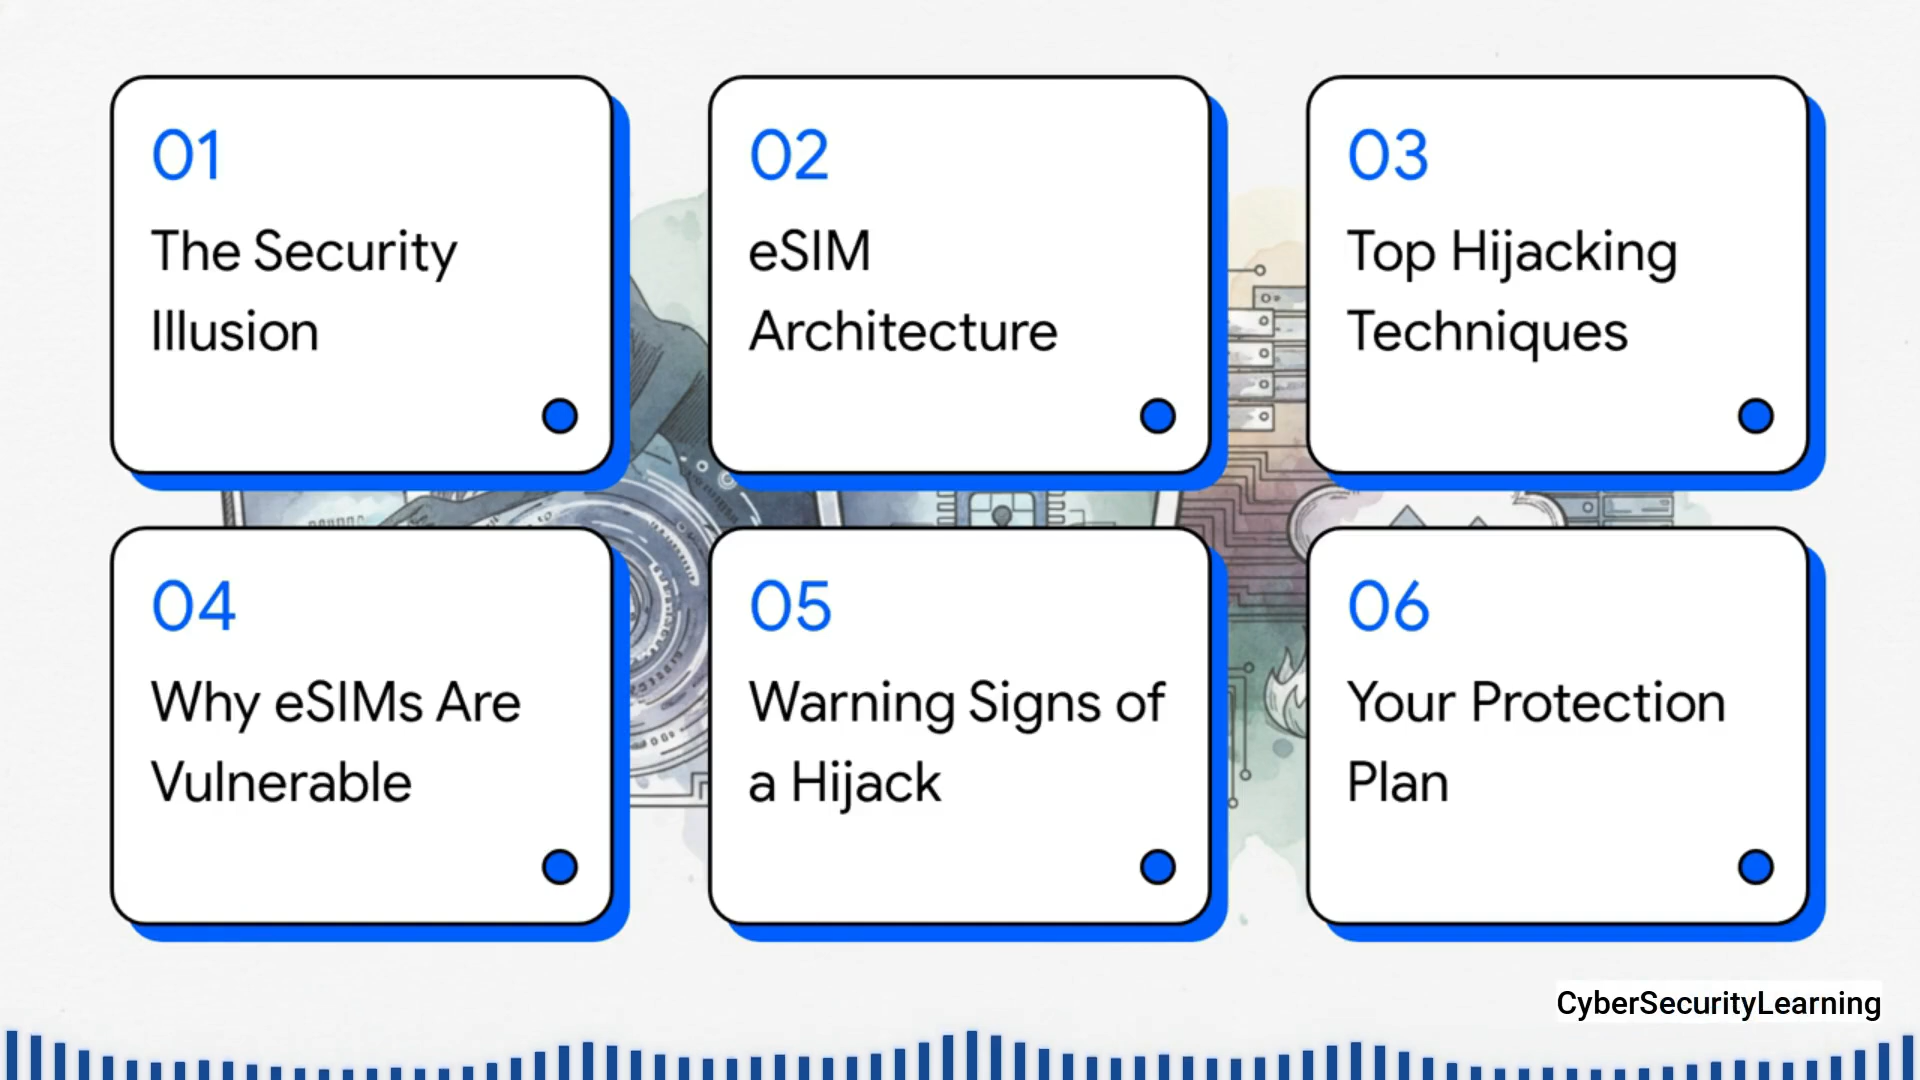 01
The Security
Illusion
02
eSIM
Architecture
03
Top Hijacking
Techniques
04
Why eSIMs Are
Vulnerable
05
Warning Signs of
a Hijack
06
Your Protection
Plan
CyberSecurityLearning